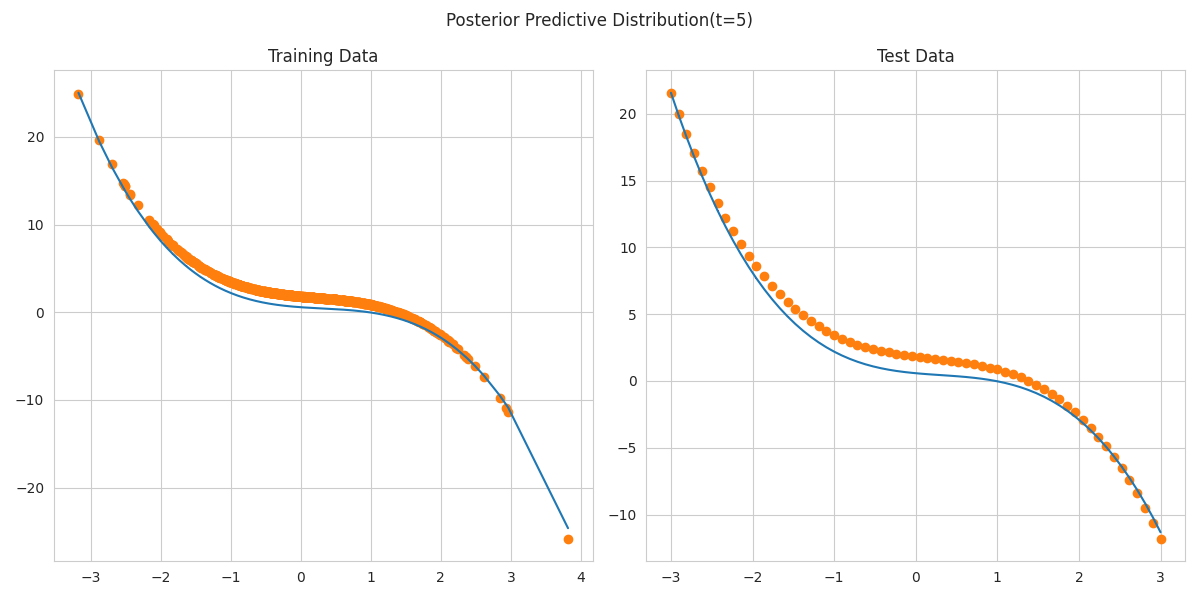 Posterior Predictive Distribution(t=5)
Training Data
20
10
0
−10
−20
−3 −2 −1 0 1 2 3 4
Test Data
20
15
10
5
0
−5
−10
−3 −2 −1 0 1 2 3